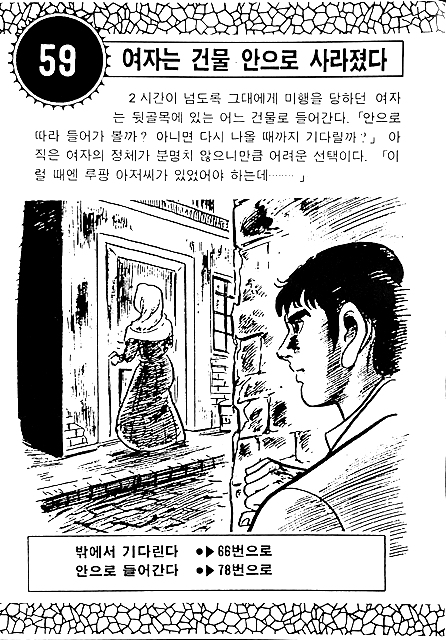 59
여자는 건물 안으로 사라졌다
2시간이 넘도록 그대에게 미행을 당하던 여자
는 뒷골목에 있는 어느 건물로 들어간다. 「안으로
따라 들어가 볼까? 아니면 다시 나올 때까지 기다릴까?」 아
직은 여자의 정체가 분명치 않으니만큼 어려운 선택이다. 「이
럴 때엔 루팡 아저씨가 있었어야 하는데……… 」
밖에서 기다린다 ●▶66번으로
안으로 들어간다 ●▶78번으로